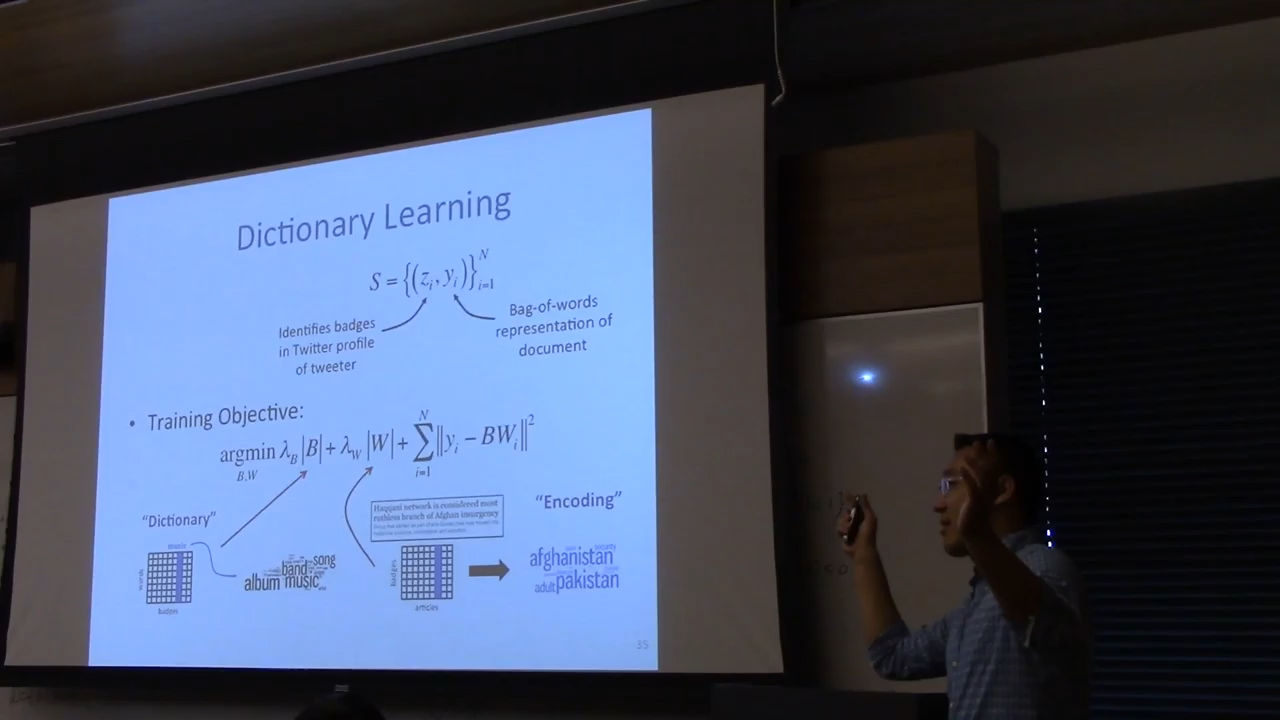 Dictionary Learning
S = {(z_i, y_i)}_{i=1}^N
Identifies badges
in Twitter profile
of tweeter
Bag-of-words
representation of
document
• Training Objective:
argmin_{B,W} λ_B |B| + λ_W |W| + ∑_{i=1}^N ‖y_i − BW_i‖^2
"Dictionary"
music
words
badges
band song
album music
Haqqani network is considered most
ruthless branch of Afghan insurgency
badges
articles
"Encoding"
afghanistan
adult pakistan
35